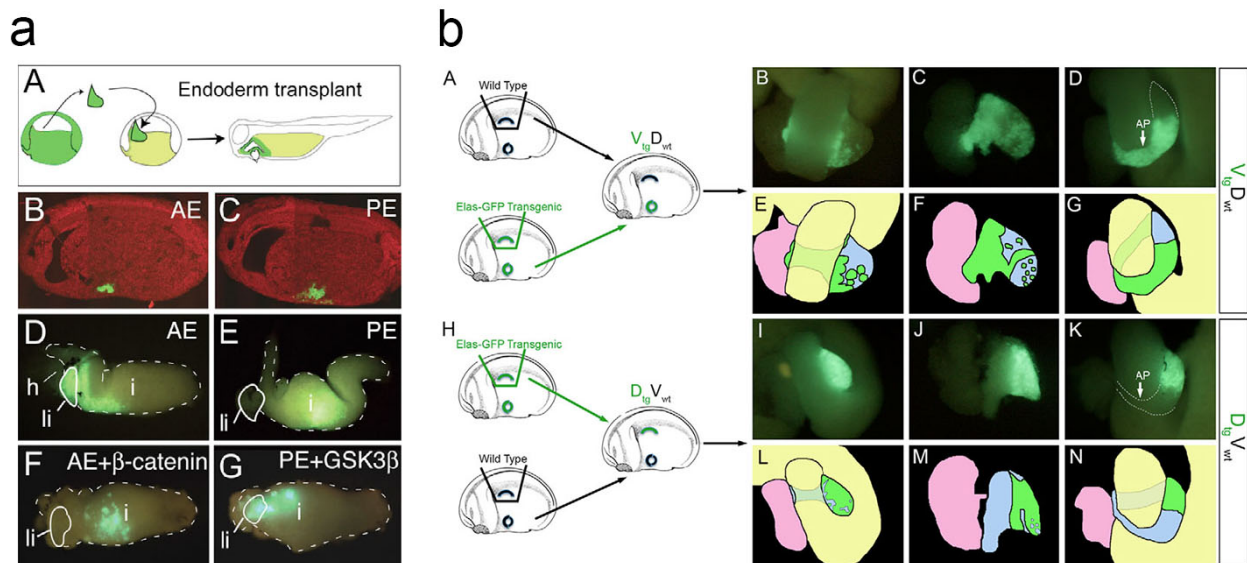 a
A
Endoderm transplant
B
AE
C
PE
D
AE
h
li
i
E
PE
li
i
F
AE+β-catenin
li
i
G
PE+GSK3β
li
i
b
A
Wild Type
VtgDwt
Elas-GFP Transgenic
B
C
D
AP
E
F
G
VtgDwt
H
Elas-GFP Transgenic
DtgVwt
Wild Type
I
J
K
AP
L
M
N
DtgVwt